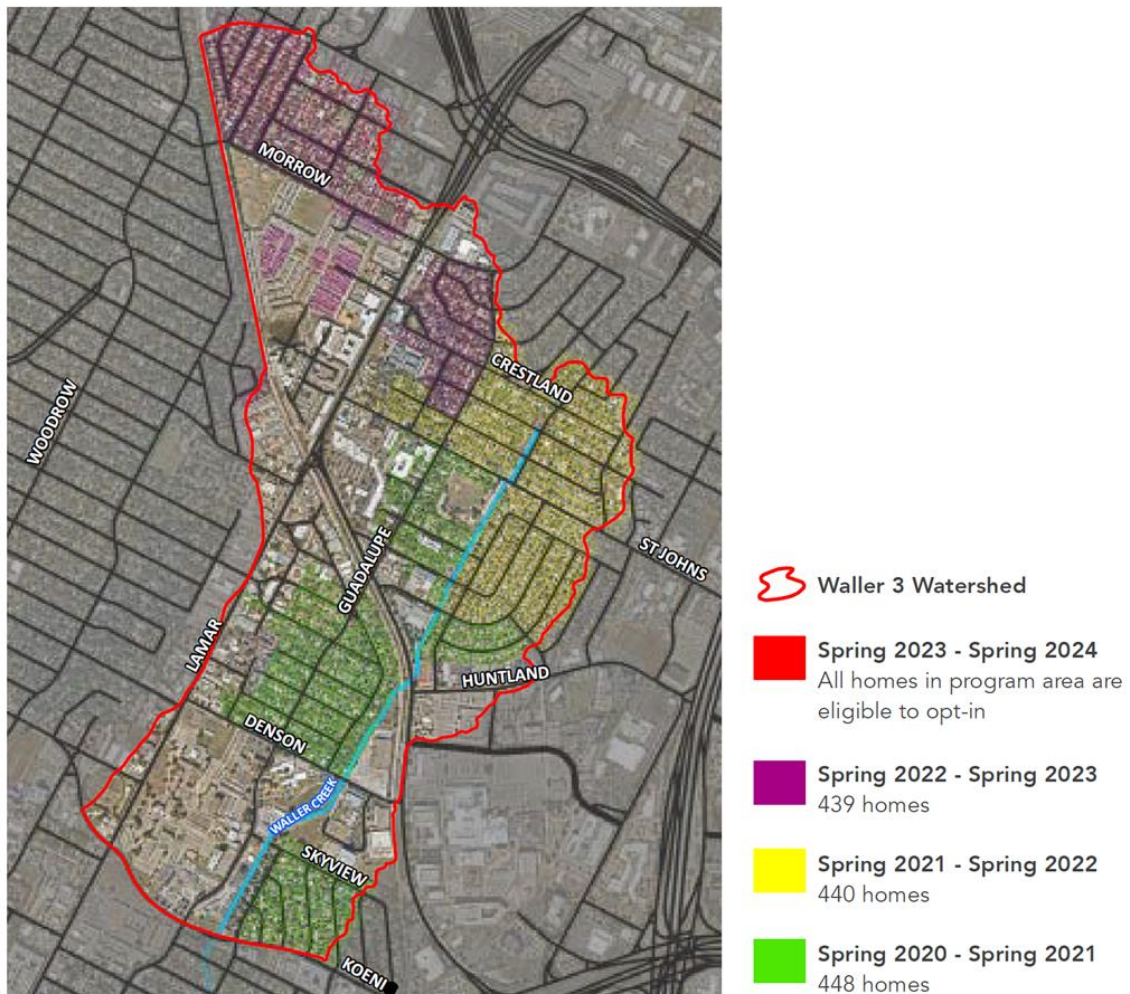 MORROW
CRESTLAND
WOODROW
ST JOHNS
GUADALUPE
LAMAR
HUNTLAND
DENSON
WALLER CREEK
SKYVIEW
KOENI
Waller 3 Watershed
Spring 2023 - Spring 2024
All homes in program area are
eligible to opt-in
Spring 2022 - Spring 2023
439 homes
Spring 2021 - Spring 2022
440 homes
Spring 2020 - Spring 2021
448 homes